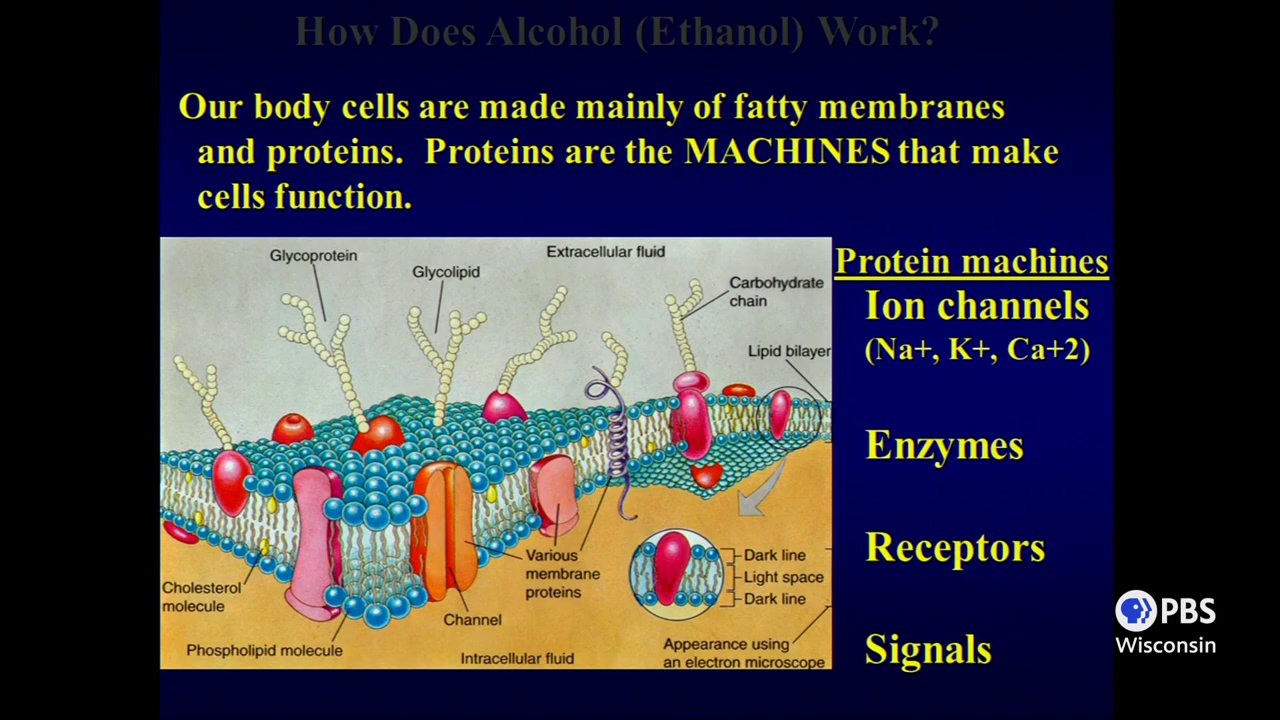 How Does Alcohol (Ethanol) Work?
Our body cells are made mainly of fatty membranes
and proteins. Proteins are the MACHINES that make
cells function.
Glycoprotein
Glycolipid
Extracellular fluid
Carbohydrate
chain
Lipid bilayer
Cholesterol
molecule
Phospholipid molecule
Channel
Various
membrane
proteins
Intracellular fluid
Dark line
Light space
Dark line
Appearance using
an electron microscope
Protein machines
Ion channels
(Na+, K+, Ca+2)
Enzymes
Receptors
Signals
PBS
Wisconsin